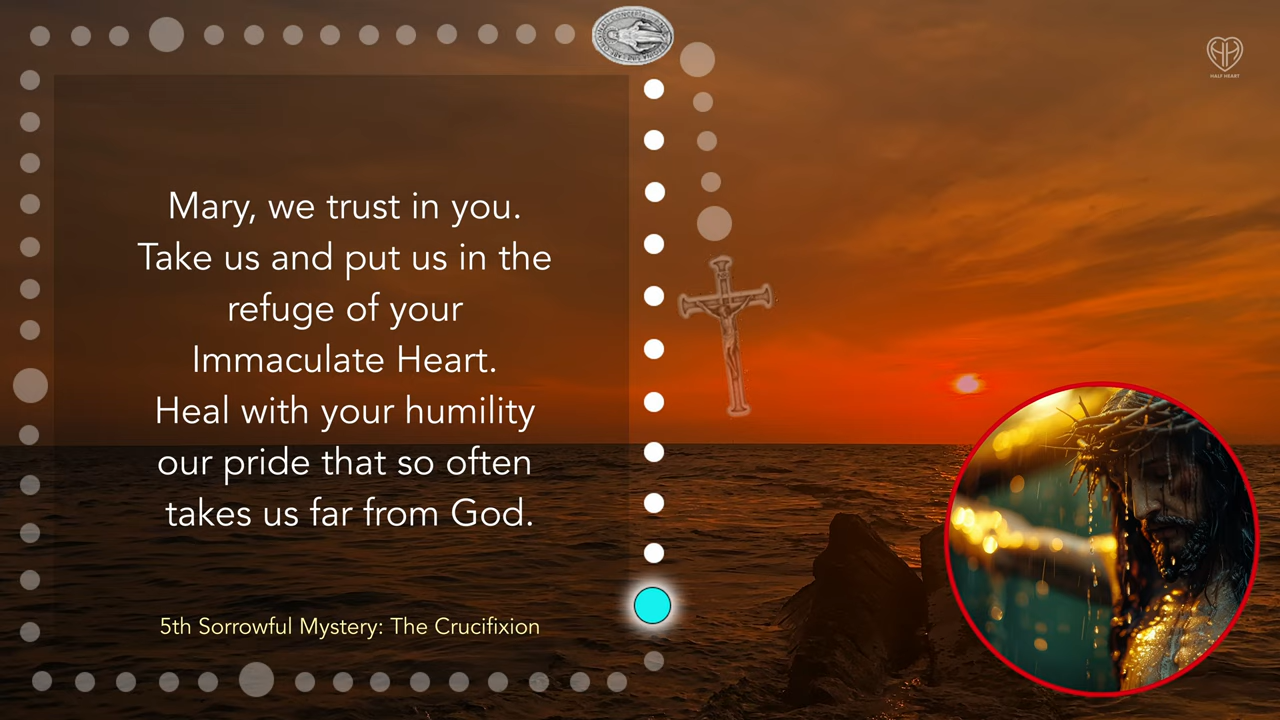 Mary, we trust in you.
Take us and put us in the
refuge of your
Immaculate Heart.
Heal with your humility
our pride that so often
takes us far from God.
5th Sorrowful Mystery: The Crucifixion
HALF HEART